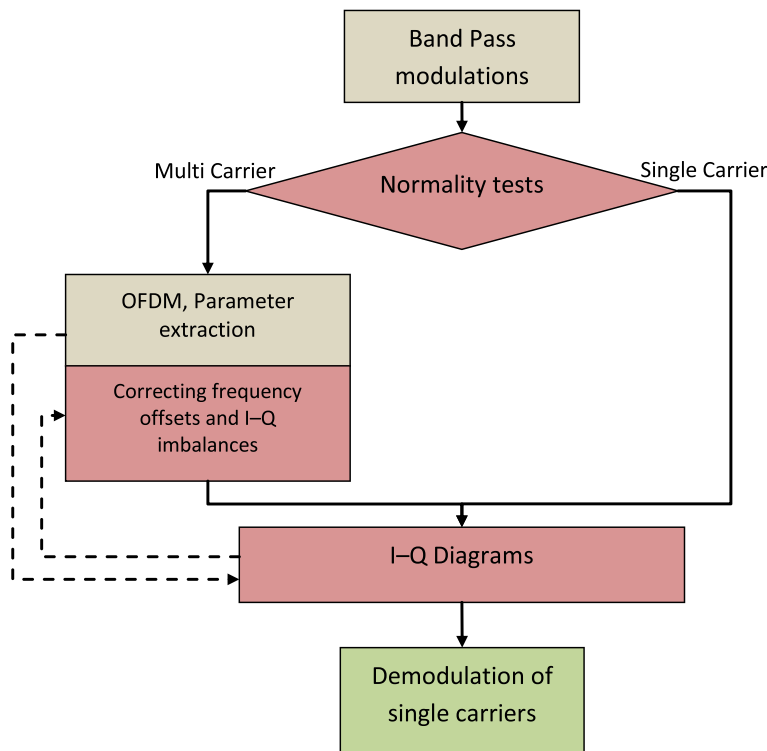 Band Pass
modulations
Multi Carrier
Normality tests
Single Carrier
OFDM, Parameter
extraction
Correcting frequency
offsets and I–Q
imbalances
I–Q Diagrams
Demodulation of
single carriers